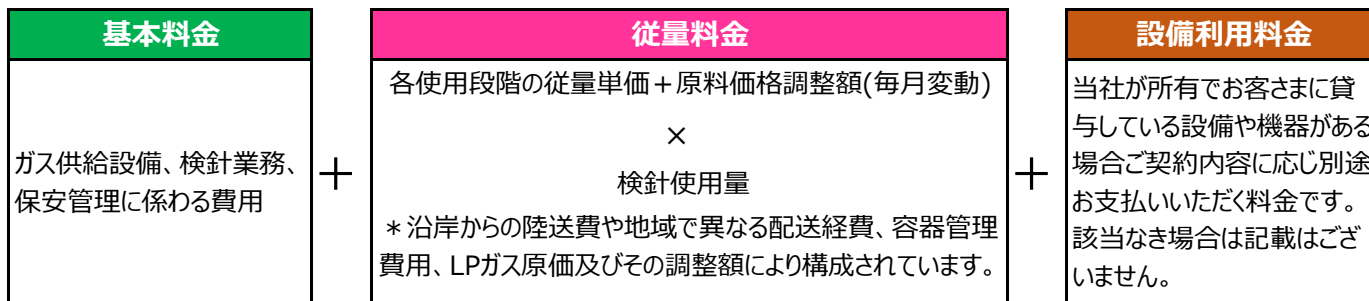 基本料金
ガス供給設備、検針業務、
保安管理に係わる費用
＋
従量料金
各使用段階の従量単価＋原料価格調整額(毎月変動)
×
検針使用量
＊沿岸からの陸送費や地域で異なる配送経費、容器管理
費用、LPガス原価及びその調整額により構成されています。
＋
設備利用料金
当社が所有でお客さまに貸
与している設備や機器がある
場合ご契約内容に応じ別途
お支払いいただく料金です。
該当なき場合は記載はござ
いません。